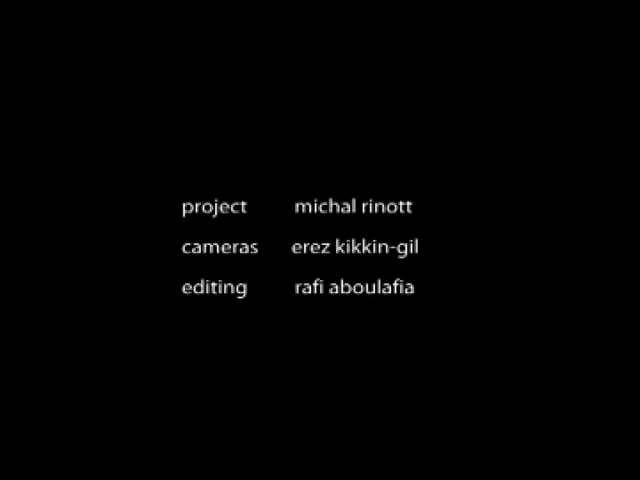 project michal rinott
cameras erez kikkin-gil
editing rafi aboulafia